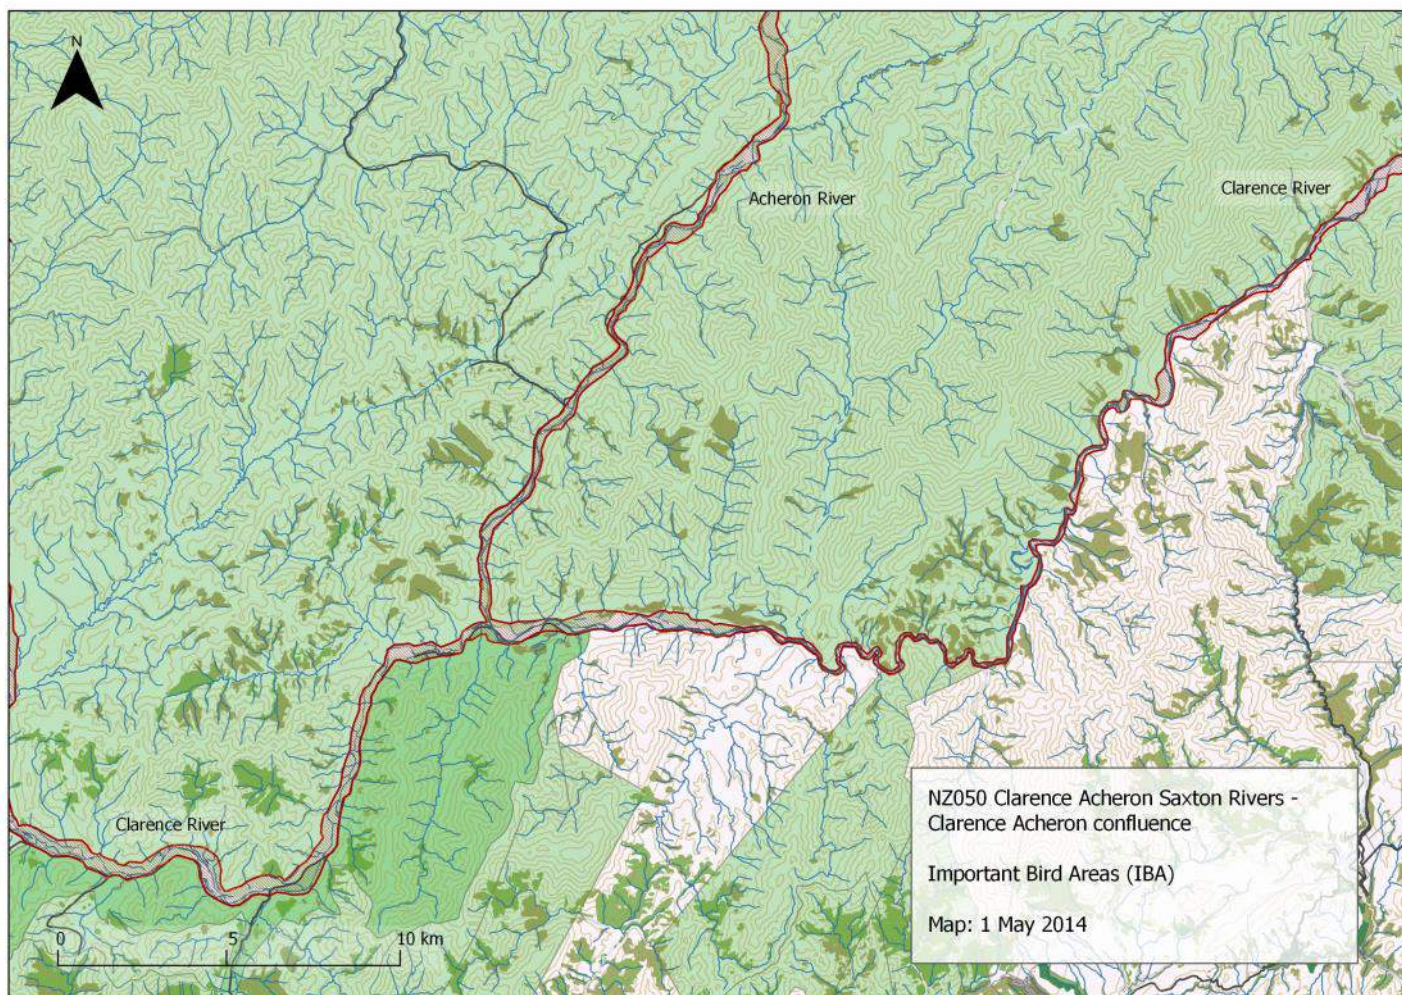 N
Acheron River
Clarence River
Clarence River
0 5 10 km
NZ050 Clarence Acheron Saxton Rivers -
Clarence Acheron confluence
Important Bird Areas (IBA)
Map: 1 May 2014